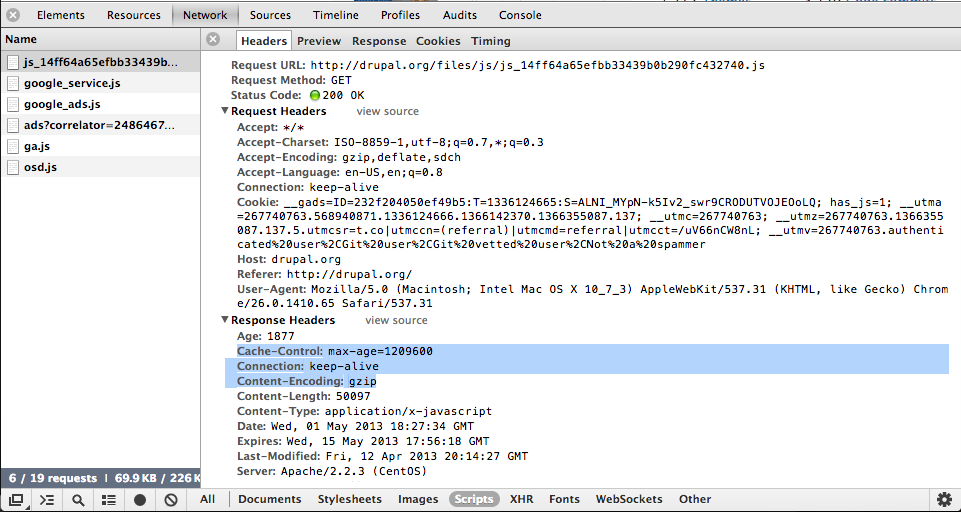 Elements Resources Network Sources Timeline Profiles Audits Console
Name
Headers Preview Response Cookies Timing
js_14ff64a65efbb33439b...
google_service.js
google_ads.js
ads?correlator=2486467...
ga.js
osd.js
Request URL: http://drupal.org/files/js/js_14ff64a65efbb33439b0b290fc432740.js
Request Method: GET
Status Code: 200 OK
Request Headers view source
Accept: */*
Accept-Charset: ISO-8859-1,utf-8;q=0.7,*;q=0.3
Accept-Encoding: gzip,deflate,sdch
Accept-Language: en-US,en;q=0.8
Connection: keep-alive
Cookie: __gads=ID=232f204050ef49b5:T=1336124665:S=ALNI_MYpN-k5Iv2_swr9CRODUTVOJEOoLQ; has_js=1; __utma
=267740763.568940871.1336124666.1366142370.1366355087.137; __utmc=267740763; __utmz=267740763.1366355
087.137.5.utmcsr=t.co|utmccn=(referral)|utmcmd=referral|utmcct=/uV66nCW8nL; __utmv=267740763.authenti
cated%20user%2CGit%20user%2CGit%20vetted%20user%2CNot%20a%20spammer
Host: drupal.org
Referer: http://drupal.org/
User-Agent: Mozilla/5.0 (Macintosh; Intel Mac OS X 10_7_3) AppleWebKit/537.31 (KHTML, like Gecko) Chrom
e/26.0.1410.65 Safari/537.31
Response Headers view source
Age: 1877
Cache-Control: max-age=1209600
Connection: keep-alive
Content-Encoding: gzip
Content-Length: 50097
Content-Type: application/x-javascript
Date: Wed, 01 May 2013 18:27:34 GMT
Expires: Wed, 15 May 2013 17:56:18 GMT
Last-Modified: Fri, 12 Apr 2013 20:14:27 GMT
Server: Apache/2.2.3 (CentOS)
6 / 19 requests | 69.9 KB / 226 K
All Documents Stylesheets Images Scripts XHR Fonts WebSockets Other